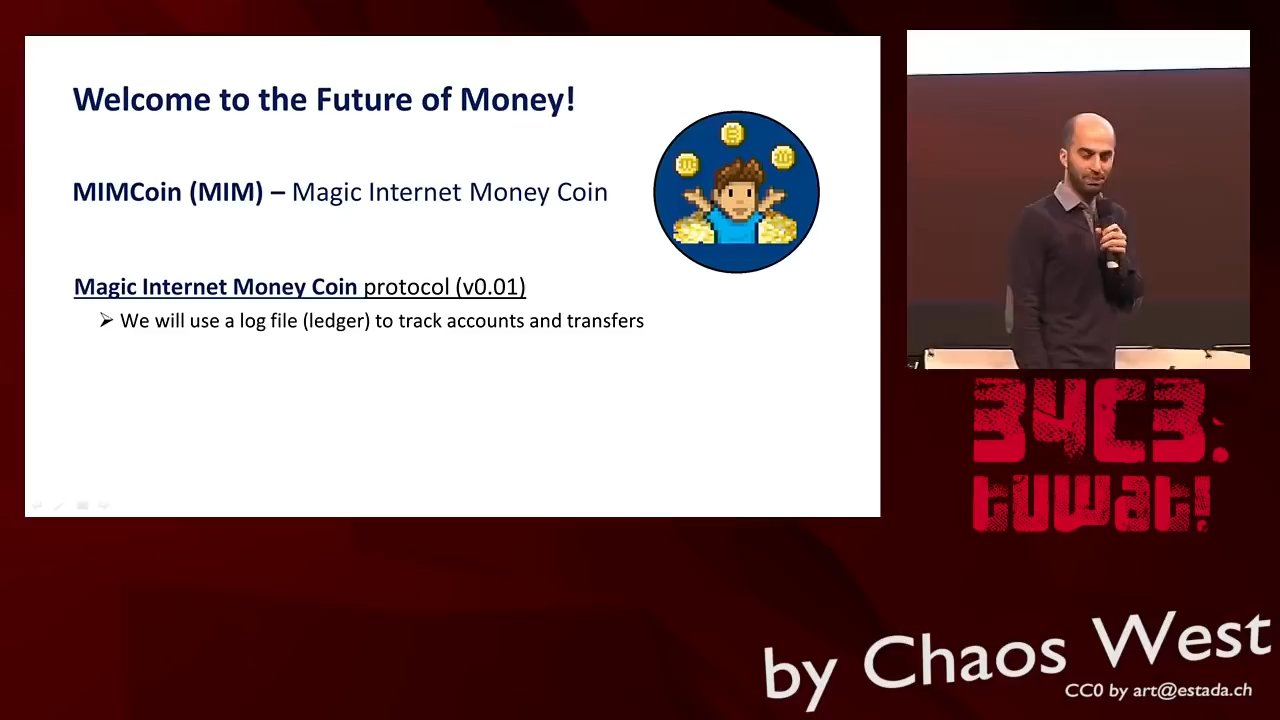 Welcome to the Future of Money!
MIMCoin (MIM) – Magic Internet Money Coin
Magic Internet Money Coin protocol (v0.01)
➢ We will use a log file (ledger) to track accounts and transfers
34C3.
tuwat!
by Chaos West
CC0 by art@estada.ch